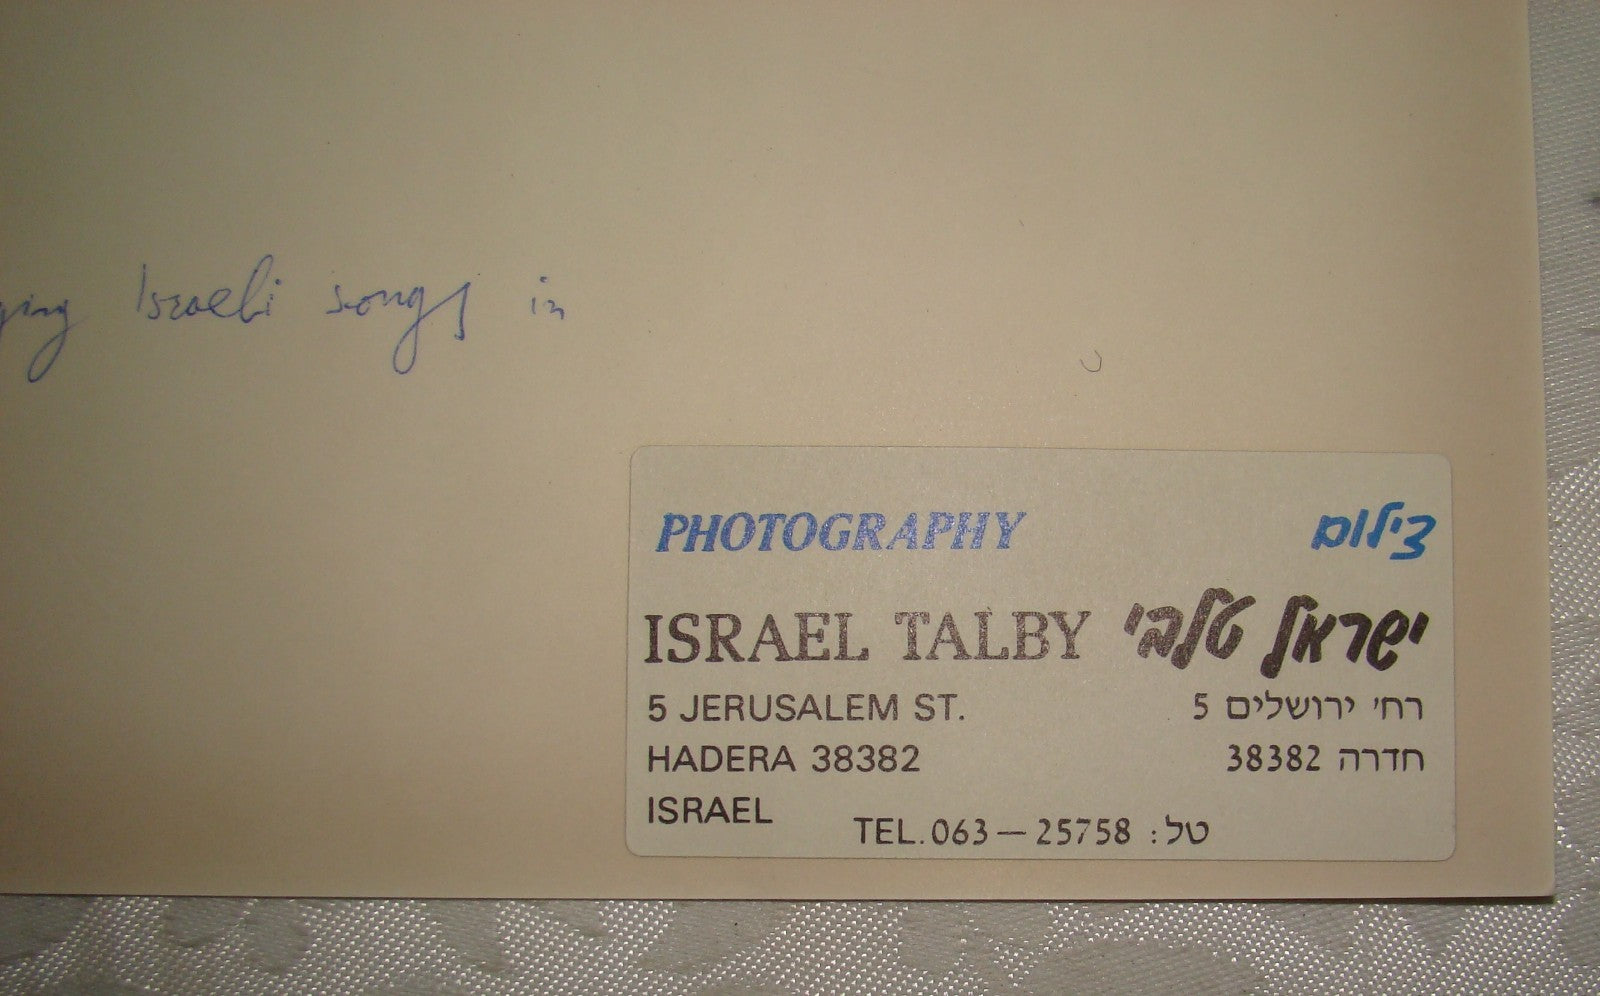 Israeli songs in
PHOTOGRAPHY צילום
ISRAEL TALBY ישראל טלבי
5 JERUSALEM ST. רח' ירושלים 5
HADERA 38382 חדרה 38382
ISRAEL
TEL. 063 — 25758 טל: